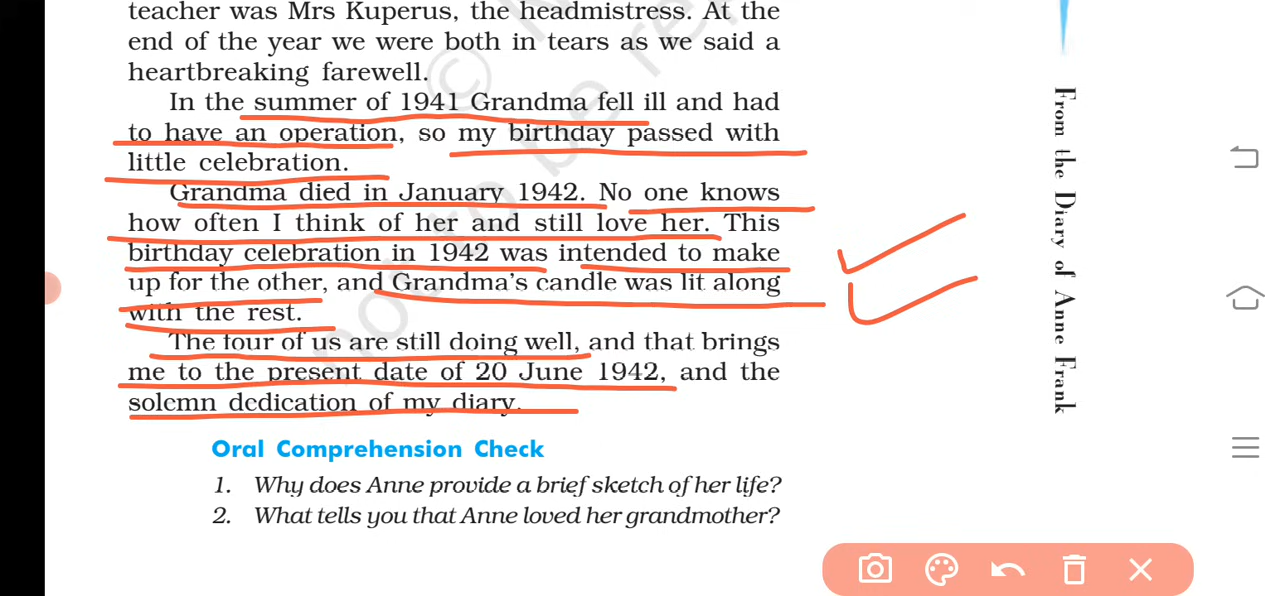 teacher was Mrs Kuperus, the headmistress. At the
end of the year we were both in tears as we said a
heartbreaking farewell.
In the summer of 1941 Grandma fell ill and had
to have an operation, so my birthday passed with
little celebration.
Grandma died in January 1942. No one knows
how often I think of her and still love her. This
birthday celebration in 1942 was intended to make
up for the other, and Grandma's candle was lit along
with the rest.
The four of us are still doing well, and that brings
me to the present date of 20 June 1942, and the
solemn dedication of my diary.
Oral Comprehension Check
1. Why does Anne provide a brief sketch of her life?
2. What tells you that Anne loved her grandmother?
From the Diary of Anne Frank
©
not to be re